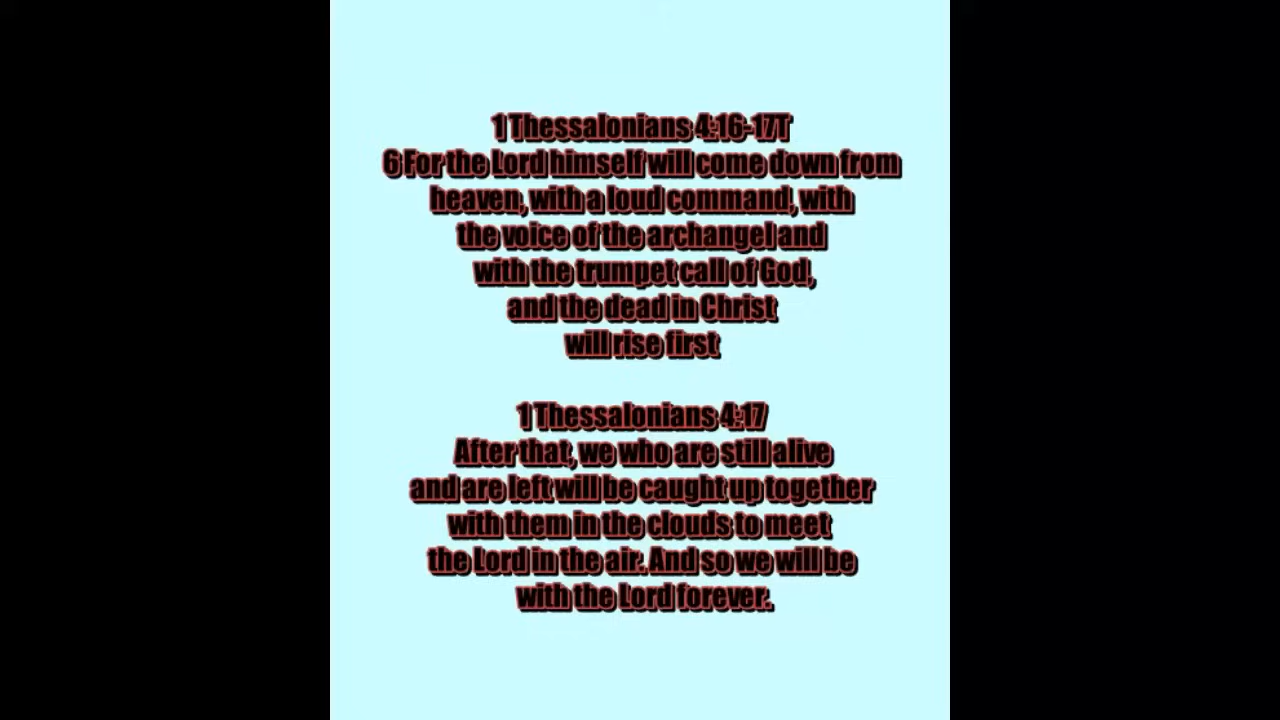 1 Thessalonians 4:16-17T
6 For the Lord himself will come down from
heaven, with a loud command, with
the voice of the archangel and
with the trumpet call of God,
and the dead in Christ
will rise first
1 Thessalonians 4:17
After that, we who are still alive
and are left will be caught up together
with them in the clouds to meet
the Lord in the air. And so we will be
with the Lord forever.